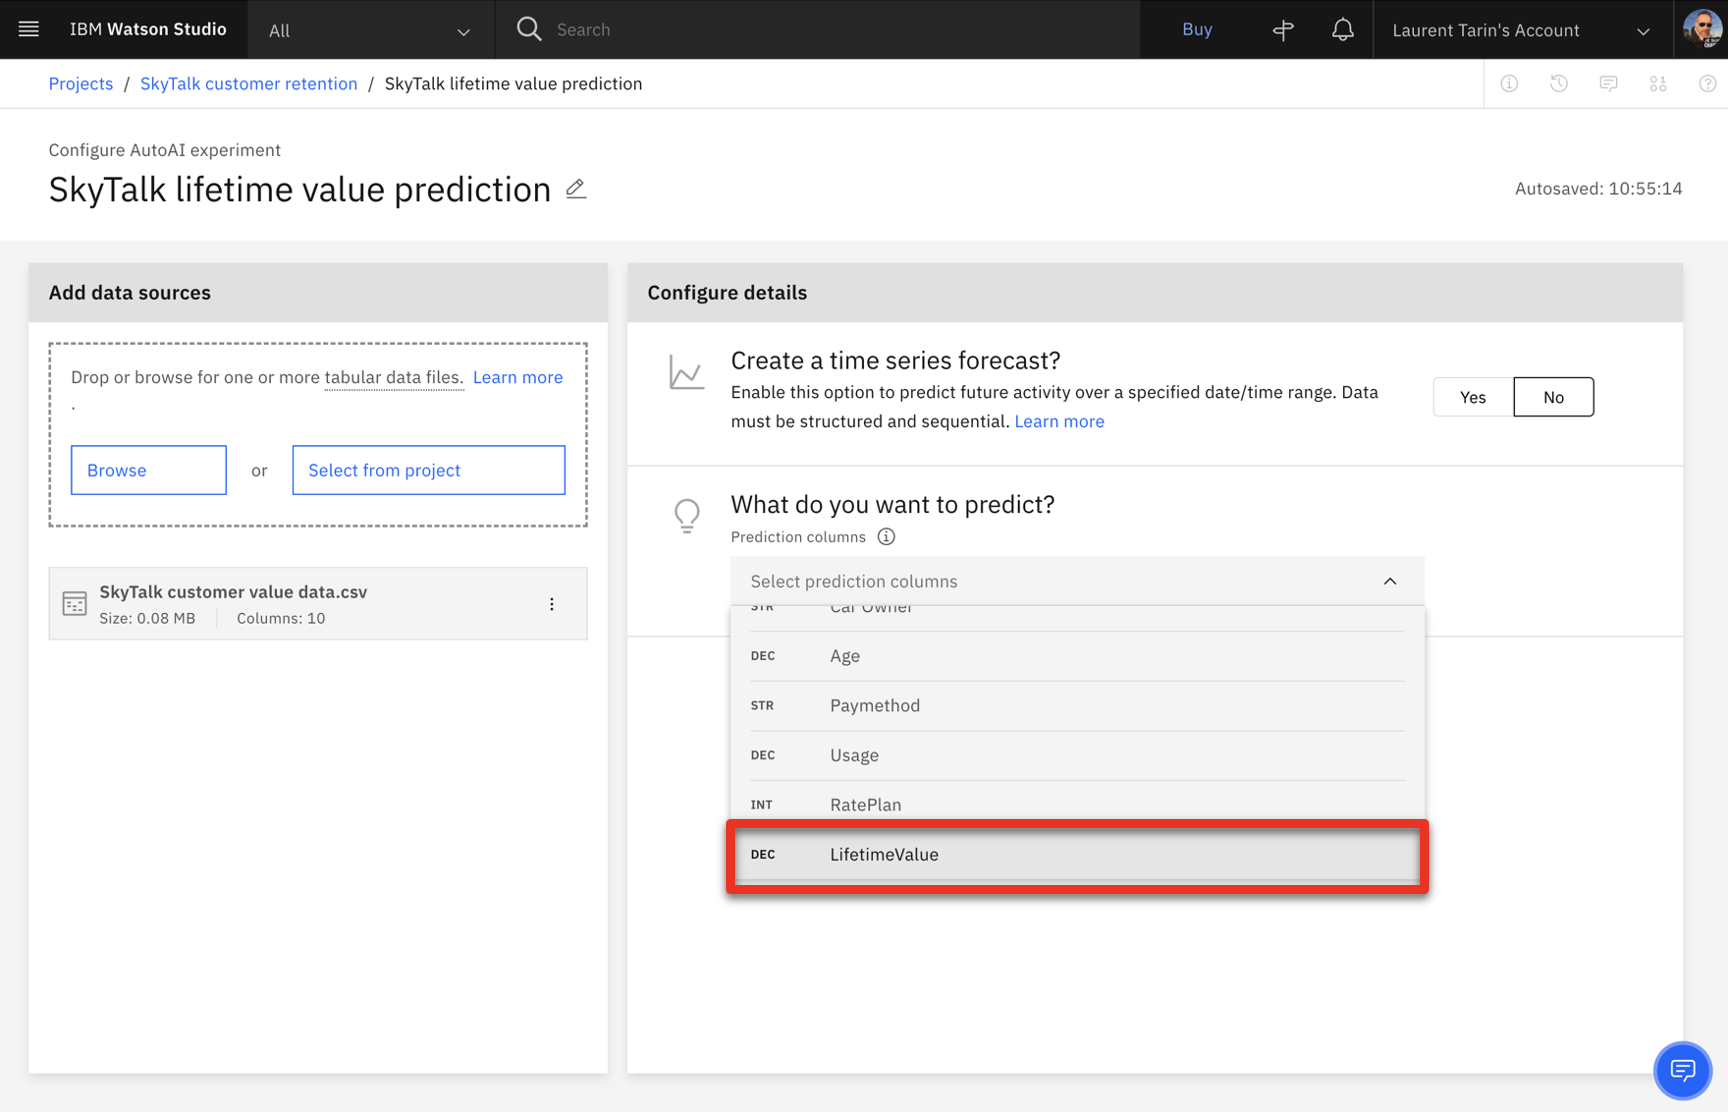 IBM Watson Studio
All
Search
Buy
Laurent Tarin's Account
Projects / SkyTalk customer retention / SkyTalk lifetime value prediction
Configure AutoAI experiment
SkyTalk lifetime value prediction
Autosaved: 10:55:14
Add data sources
Drop or browse for one or more tabular data files. Learn more
.
Browse
or
Select from project
SkyTalk customer value data.csv
Size: 0.08 MB
Columns: 10
Configure details
Create a time series forecast?
Enable this option to predict future activity over a specified date/time range. Data
must be structured and sequential. Learn more
Yes
No
What do you want to predict?
Prediction columns
Select prediction columns
STR Car Owner
DEC Age
STR Paymethod
DEC Usage
INT RatePlan
DEC LifetimeValue